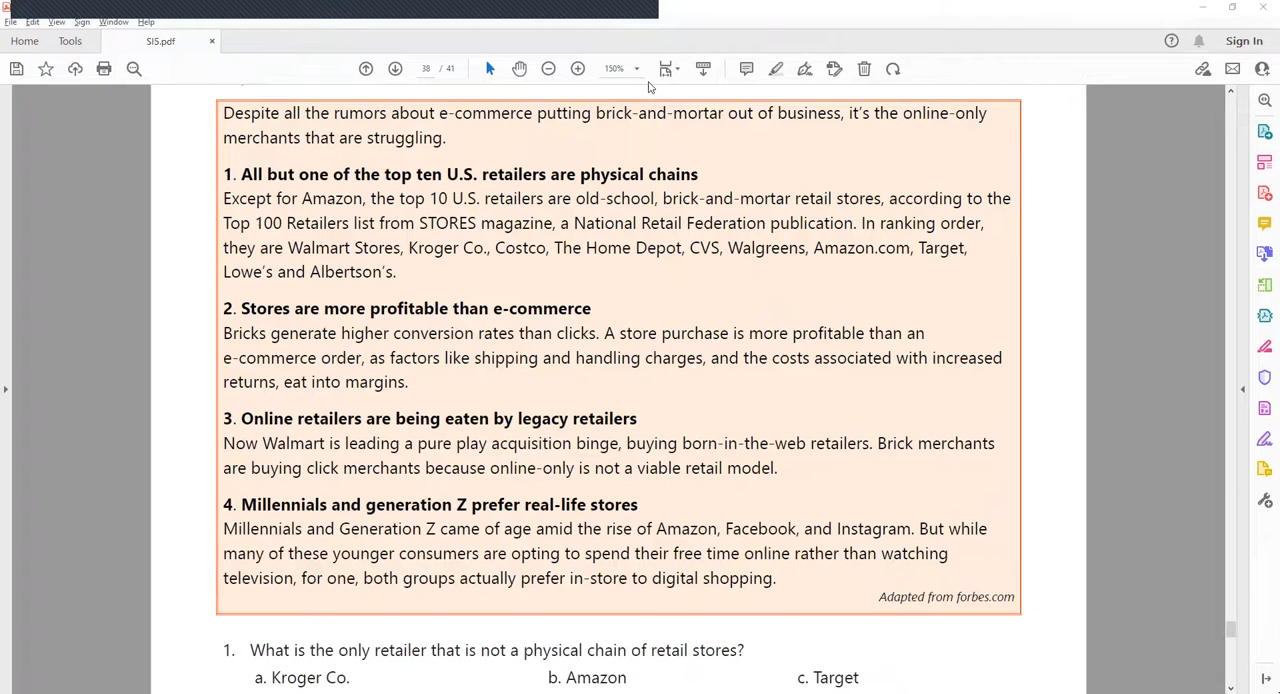 File Edit View Sign Window Help
Home Tools SI5.pdf × Sign In
38 / 41 150%
Despite all the rumors about e-commerce putting brick-and-mortar out of business, it's the online-only
merchants that are struggling.
1. All but one of the top ten U.S. retailers are physical chains
Except for Amazon, the top 10 U.S. retailers are old-school, brick-and-mortar retail stores, according to the
Top 100 Retailers list from STORES magazine, a National Retail Federation publication. In ranking order,
they are Walmart Stores, Kroger Co., Costco, The Home Depot, CVS, Walgreens, Amazon.com, Target,
Lowe's and Albertson's.
2. Stores are more profitable than e-commerce
Bricks generate higher conversion rates than clicks. A store purchase is more profitable than an
e-commerce order, as factors like shipping and handling charges, and the costs associated with increased
returns, eat into margins.
3. Online retailers are being eaten by legacy retailers
Now Walmart is leading a pure play acquisition binge, buying born-in-the-web retailers. Brick merchants
are buying click merchants because online-only is not a viable retail model.
4. Millennials and generation Z prefer real-life stores
Millennials and Generation Z came of age amid the rise of Amazon, Facebook, and Instagram. But while
many of these younger consumers are opting to spend their free time online rather than watching
television, for one, both groups actually prefer in-store to digital shopping.
Adapted from forbes.com
1. What is the only retailer that is not a physical chain of retail stores?
a. Kroger Co. b. Amazon c. Target